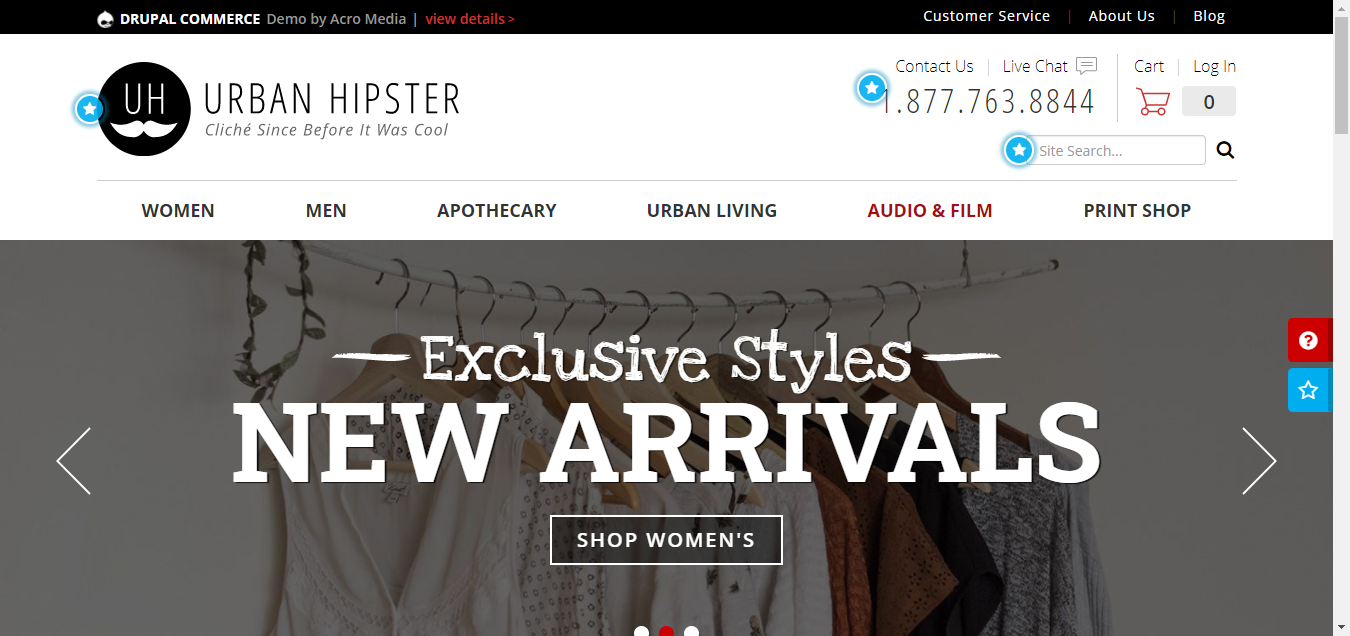 DRUPAL COMMERCE Demo by Acro Media | view details >
Customer Service | About Us | Blog
UH
URBAN HIPSTER
Cliché Since Before It Was Cool
Contact Us | Live Chat
1.877.763.8844
Cart | Log In
0
Site Search...
WOMEN MEN APOTHECARY URBAN LIVING AUDIO & FILM PRINT SHOP
Exclusive Styles
NEW ARRIVALS
SHOP WOMEN'S